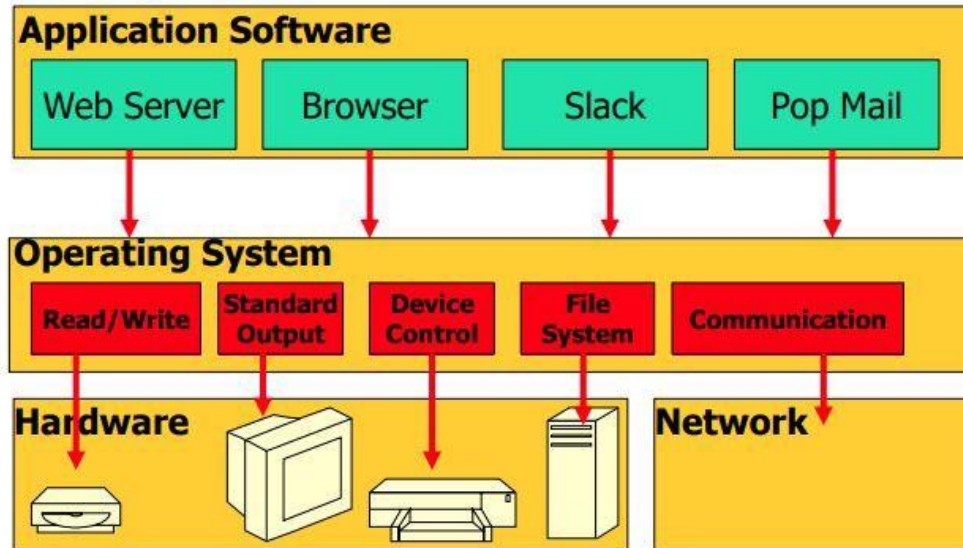 Application Software
Web Server
Browser
Slack
Pop Mail
Operating System
Read/Write
Standard
Output
Device
Control
File
System
Communication
Hardware
Network